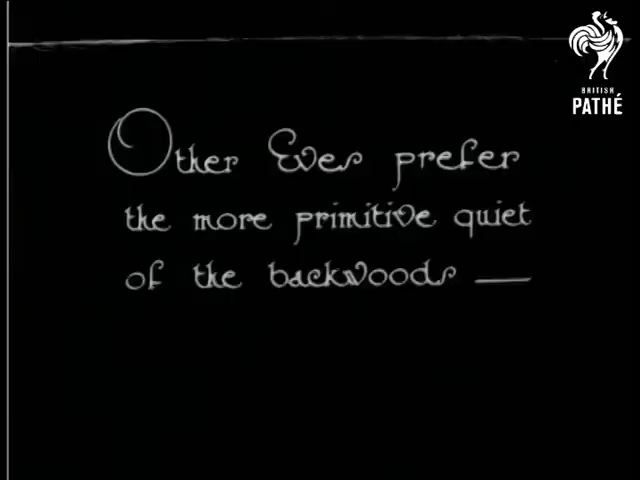 Other Eves prefer
the more primitive quiet
of the backwoods —
BRITISH
PATHÉ